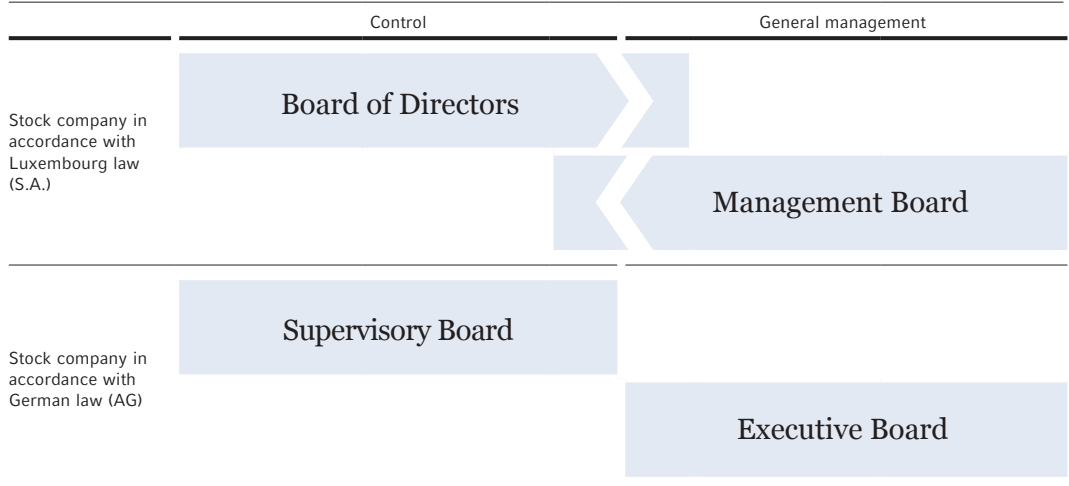 Control
General management
Stock company in
accordance with
Luxembourg law
(S.A.)
Board of Directors
Management Board
Stock company in
accordance with
German law (AG)
Supervisory Board
Executive Board